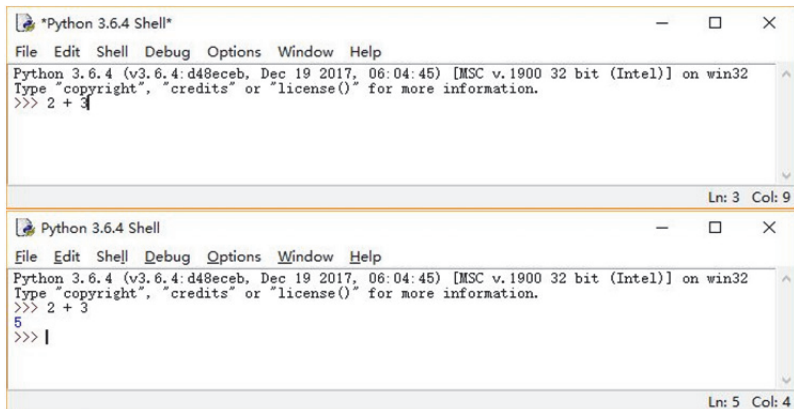 *Python 3.6.4 Shell*
File Edit Shell Debug Options Window Help
Python 3.6.4 (v3.6.4:d48eceb, Dec 19 2017, 06:04:45) [MSC v.1900 32 bit (Intel)] on win32
Type "copyright", "credits" or "license()" for more information.
>>> 2 + 3
Ln: 3 Col: 9
Python 3.6.4 Shell
File Edit Shell Debug Options Window Help
Python 3.6.4 (v3.6.4:d48eceb, Dec 19 2017, 06:04:45) [MSC v.1900 32 bit (Intel)] on win32
Type "copyright", "credits" or "license()" for more information.
>>> 2 + 3
5
>>>
Ln: 5 Col: 4